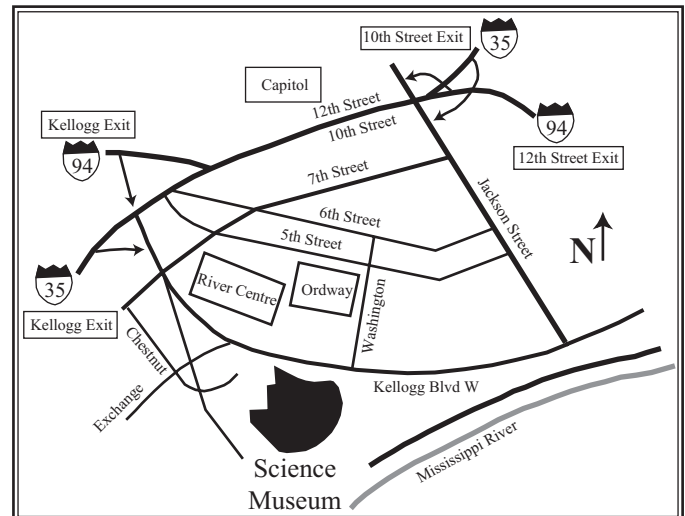 10th Street Exit
35
Capitol
12th Street
10th Street
Kellogg Exit
94
94
12th Street Exit
7th Street
6th Street
5th Street
Jackson Street
N
River Centre
Ordway
Washington
35
Kellogg Exit
Chestnut
Exchange
Kellogg Blvd W
Mississippi River
Science
Museum